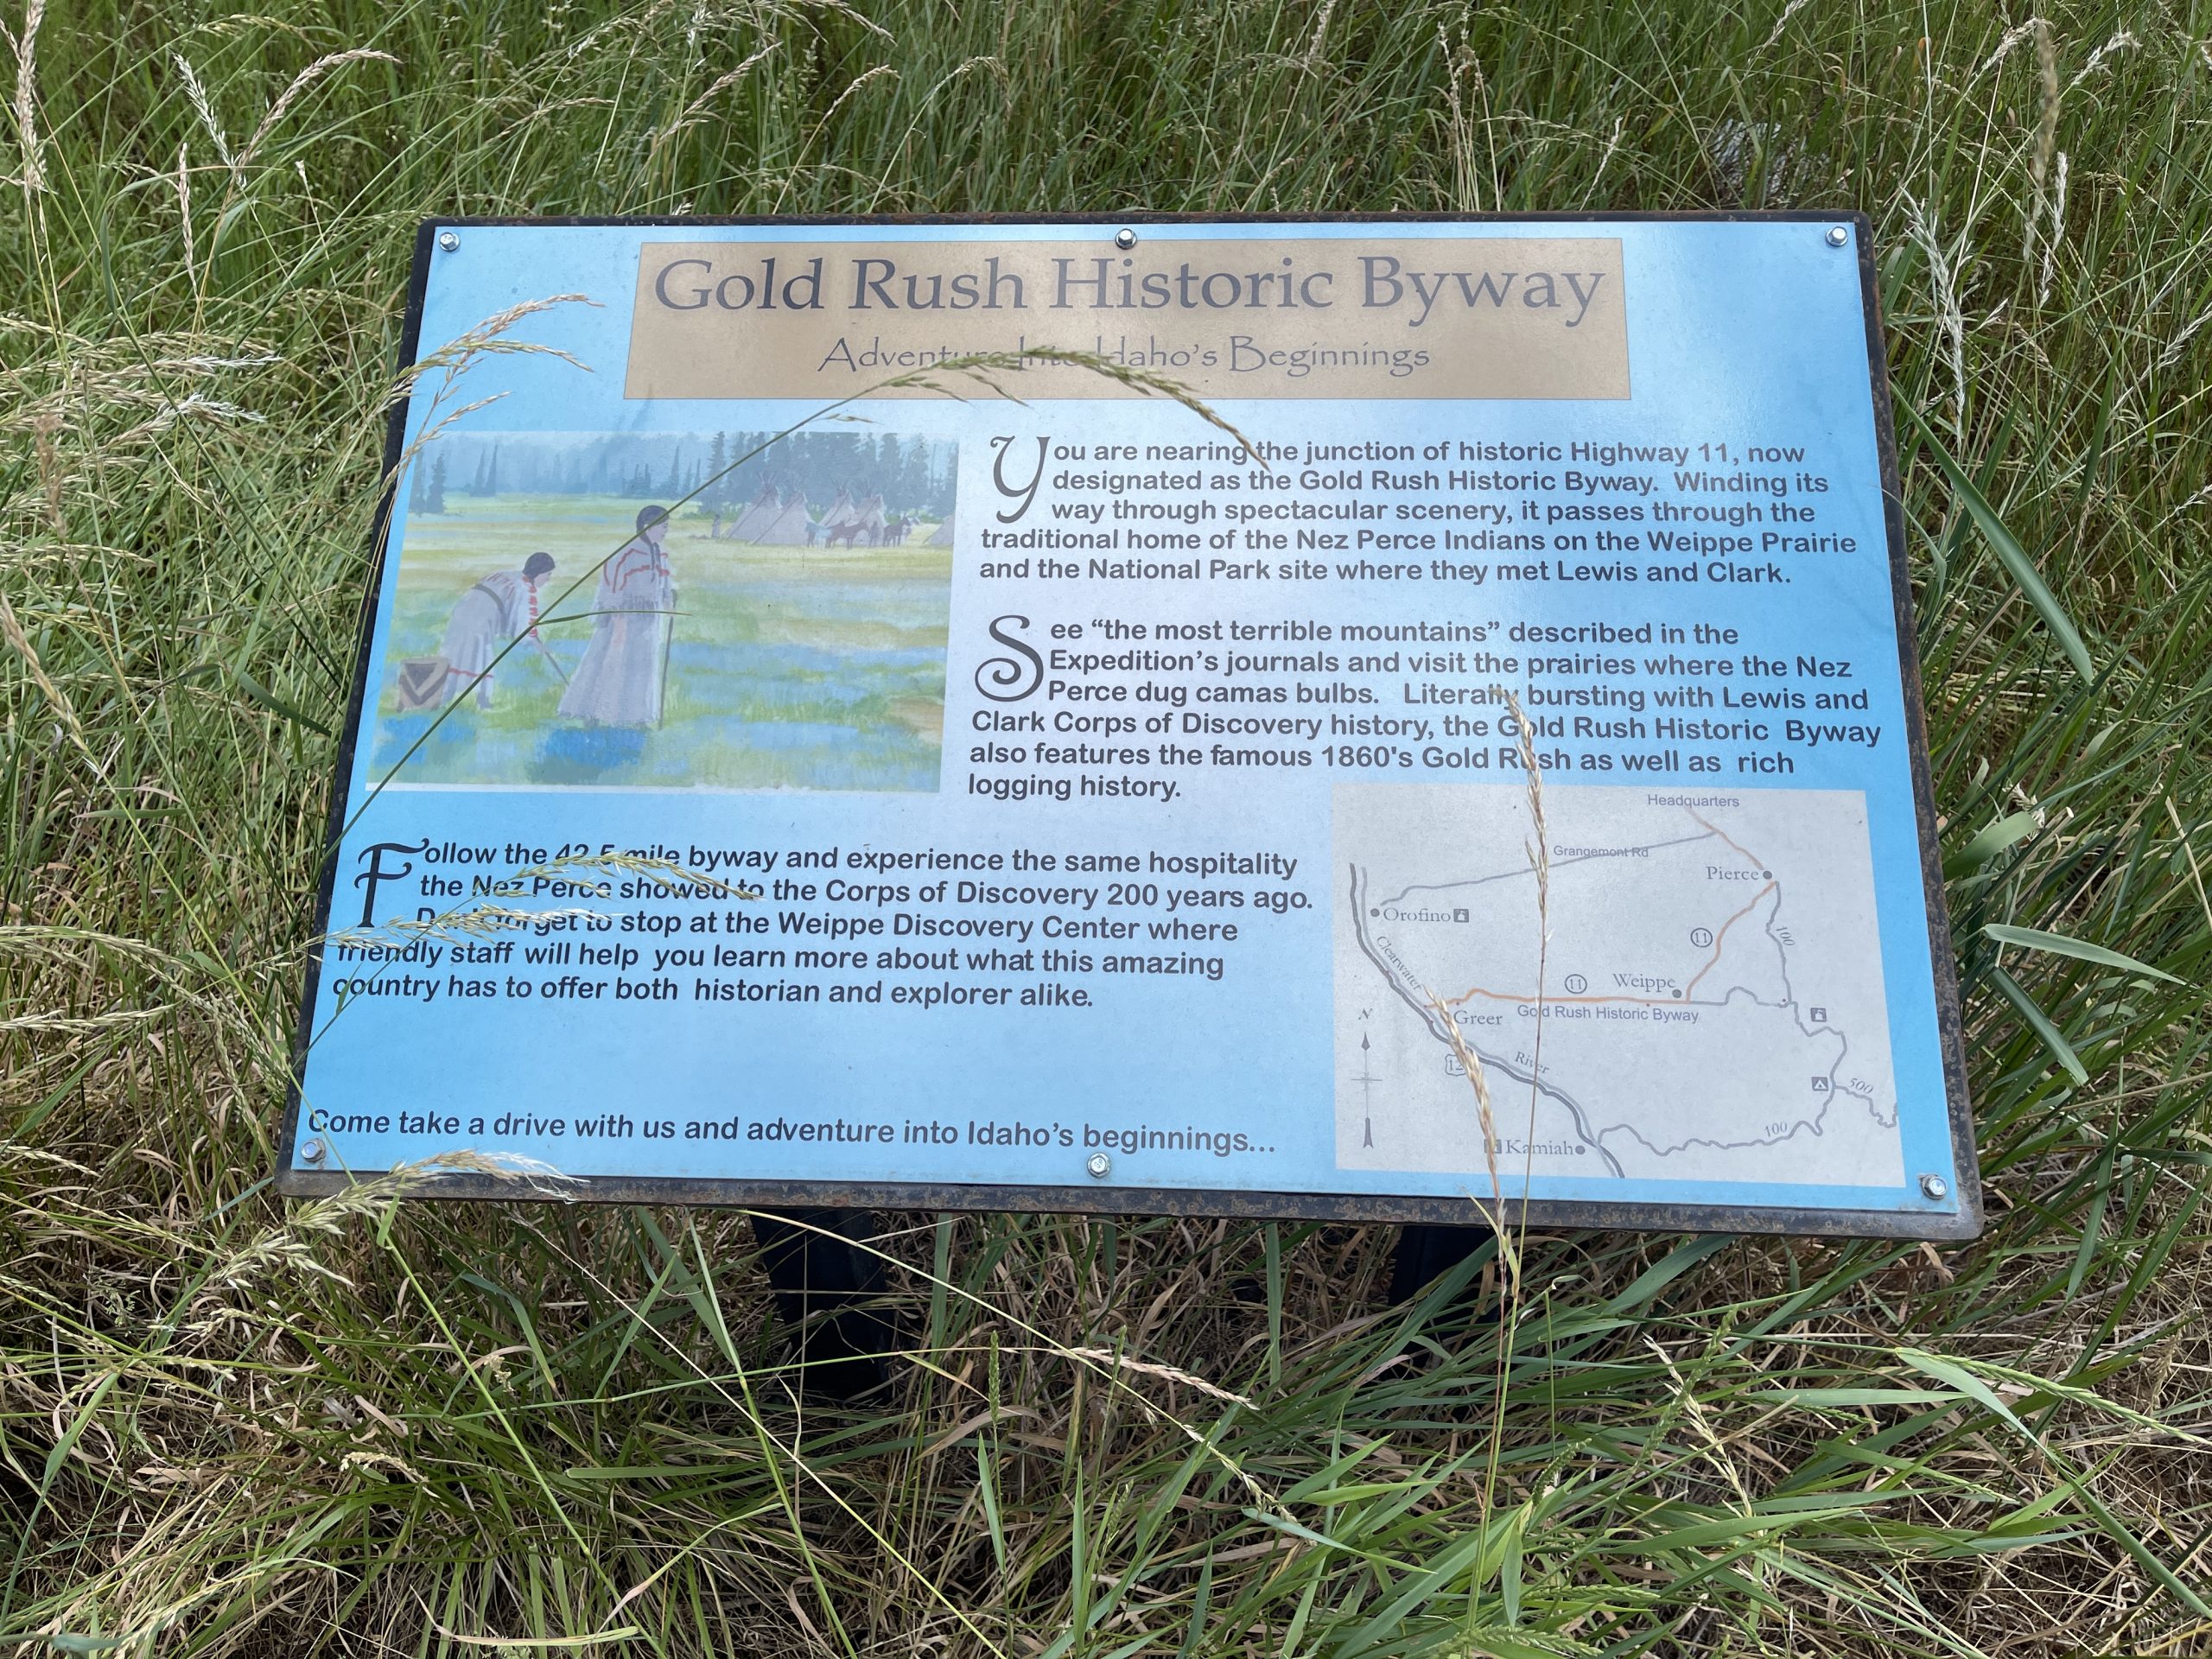 Gold Rush Historic Byway
Adventure Into Idaho's Beginnings
You are nearing the junction of historic Highway 11, now
designated as the Gold Rush Historic Byway. Winding its
way through spectacular scenery, it passes through the
traditional home of the Nez Perce Indians on the Weippe Prairie
and the National Park site where they met Lewis and Clark.
See “the most terrible mountains” described in the
Expedition's journals and visit the prairies where the Nez
Perce dug camas bulbs. Literally bursting with Lewis and
Clark Corps of Discovery history, the Gold Rush Historic Byway
also features the famous 1860's Gold Rush as well as rich
logging history.
Follow the 42.5 mile byway and experience the same hospitality
the Nez Perce showed to the Corps of Discovery 200 years ago.
Don't forget to stop at the Weippe Discovery Center where
friendly staff will help you learn more about what this amazing
country has to offer both historian and explorer alike.
Come take a drive with us and adventure into Idaho's beginnings...
Headquarters
Grangemont Rd
Pierce
Orofino
11
100
Clearwater
11
Weippe
N
Greer
Gold Rush Historic Byway
12
River
500
100
Kamiah